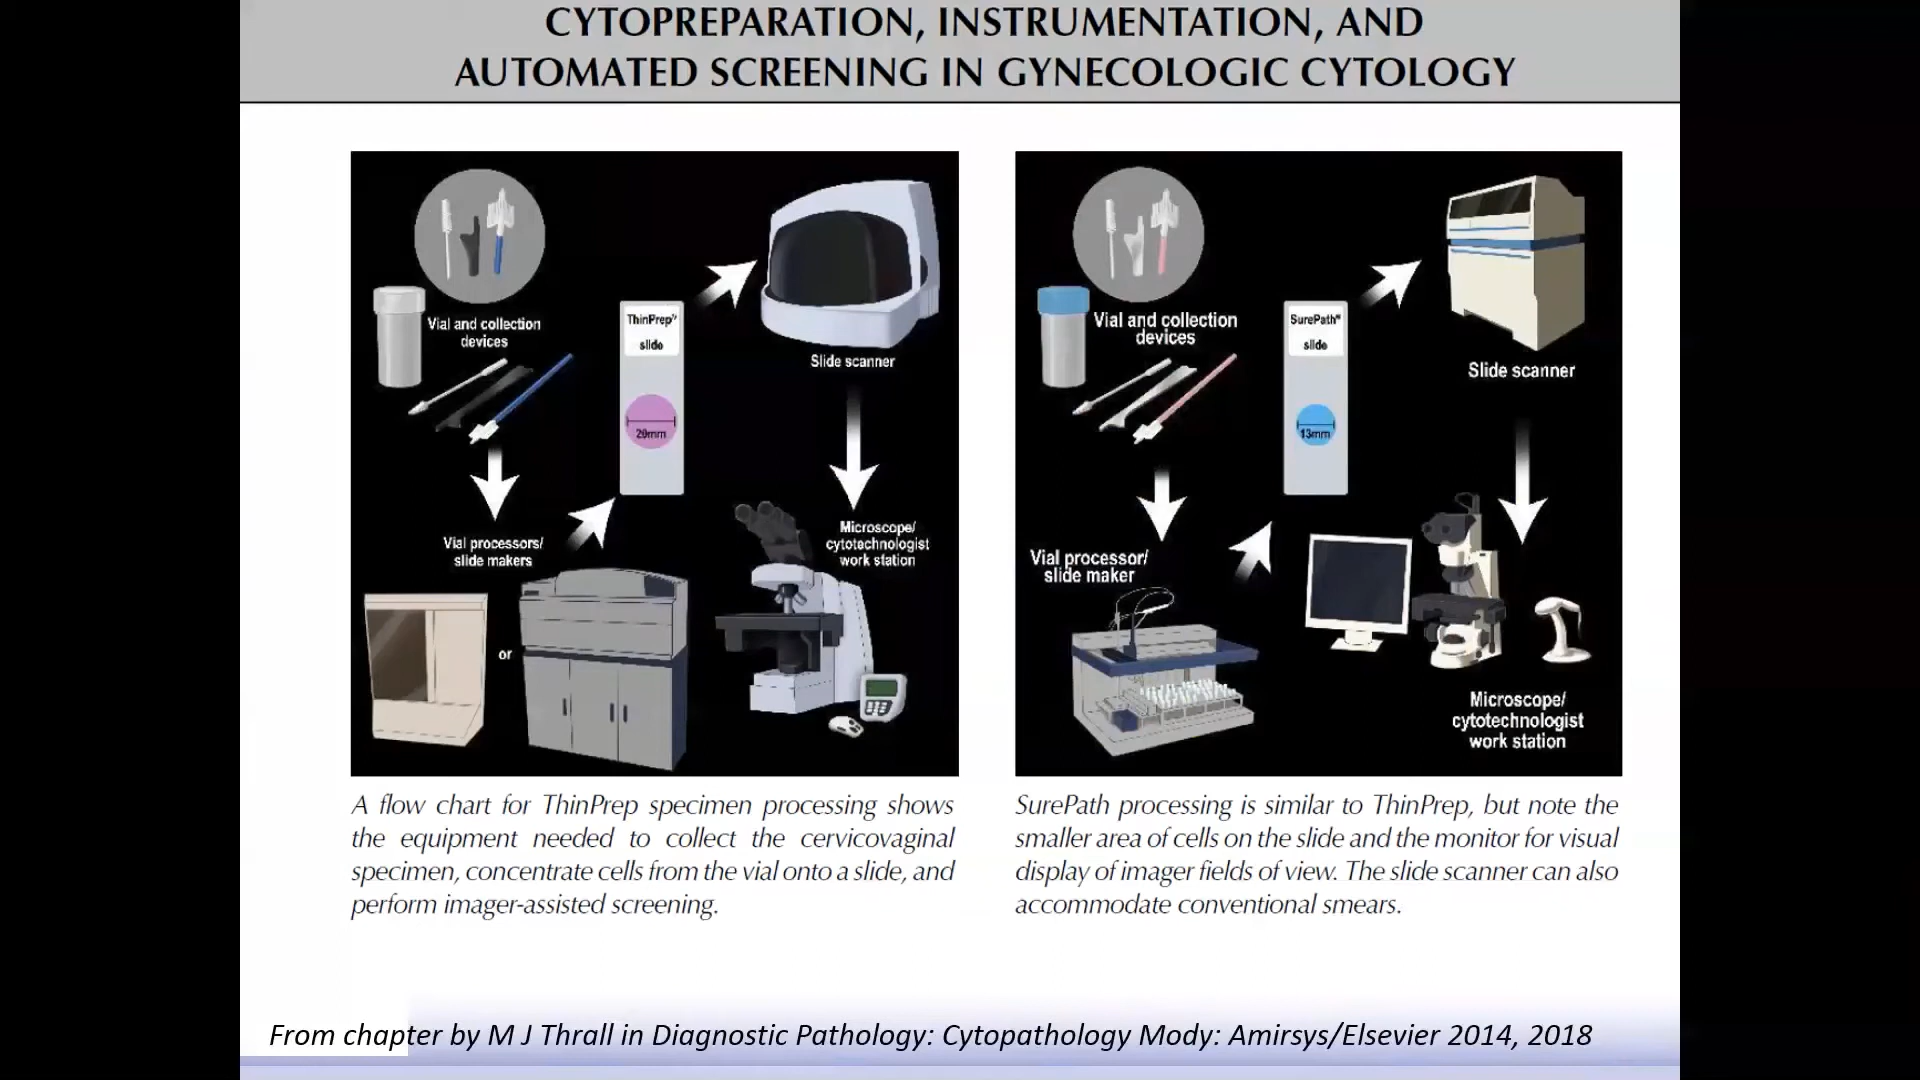 CYTOPREPARATION, INSTRUMENTATION, AND
AUTOMATED SCREENING IN GYNECOLOGIC CYTOLOGY
Vial and collection
devices
ThinPrep
slide
20mm
Slide scanner
Vial processors/
slide makers
or
Microscope/
cytotechnologist
work station
Vial and collection
devices
SurePath
slide
13mm
Slide scanner
Vial processor/
slide maker
Microscope/
cytotechnologist
work station
A flow chart for ThinPrep specimen processing shows
the equipment needed to collect the cervicovaginal
specimen, concentrate cells from the vial onto a slide, and
perform imager-assisted screening.
SurePath processing is similar to ThinPrep, but note the
smaller area of cells on the slide and the monitor for visual
display of imager fields of view. The slide scanner can also
accommodate conventional smears.
From chapter by M J Thrall in Diagnostic Pathology: Cytopathology Mody: Amirsys/Elsevier 2014, 2018